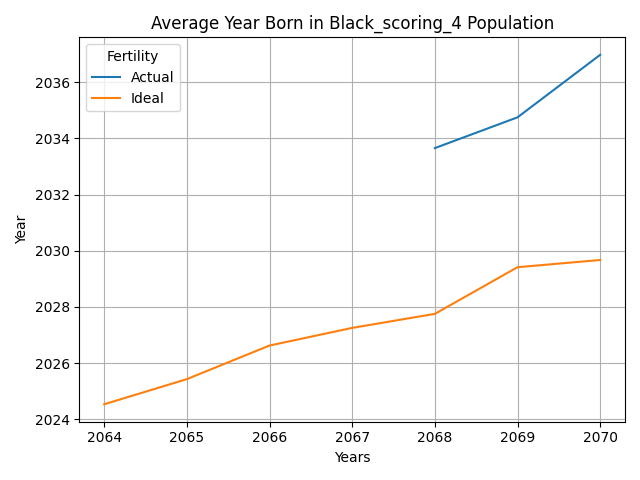 Average Year Born in Black_scoring_4 Population
Fertility
Actual
Ideal
2036
2034
2032
2030
2028
2026
2024
Year
2064 2065 2066 2067 2068 2069 2070
Years